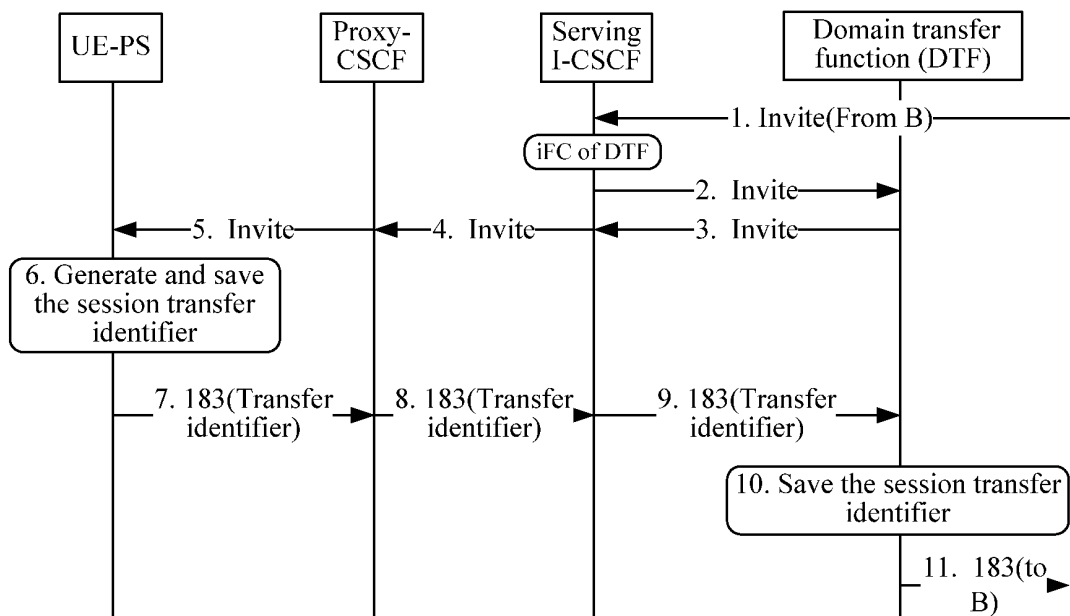 UE-PS
Proxy-
CSCF
Serving
I-CSCF
Domain transfer
function (DTF)
1. Invite(From B)
iFC of DTF
2. Invite
5. Invite
4. Invite
3. Invite
6. Generate and save
the session transfer
identifier
7. 183(Transfer
identifier)
8. 183(Transfer
identifier)
9. 183(Transfer
identifier)
10. Save the session transfer
identifier
11. 183(to
B)